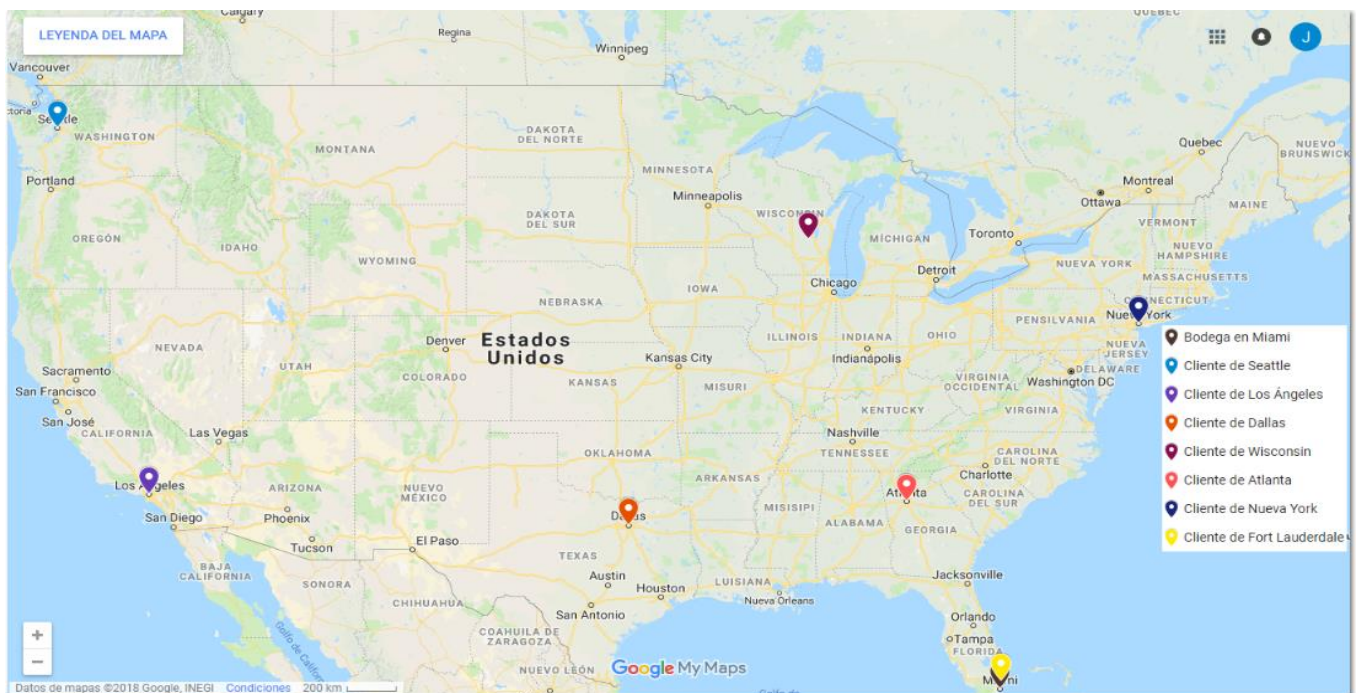 LEYENDA DEL MAPA
Calgary
Regina
Winnipeg
QUEBEC
J
Vancouver
Seattle
WASHINGTON
MONTANA
DAKOTA
DEL NORTE
MINNESOTA
Quebec
NUEVO
BRUNSWICK
Portland
Minneapolis
Montreal
Ottawa
MAINE
OREGÓN
IDAHO
DAKOTA
DEL SUR
WISCONSIN
VERMONT
Toronto
MÍCHIGAN
NUEVO
HAMPSHIRE
WYOMING
NUEVA YORK
MASSACHUSETTS
Detroit
Chicago
IOWA
NEBRASKA
CONNECTICUT
Nueva York
PENSILVANIA
NEVADA
UTAH
Denver
Estados
Unidos
ILLINOIS
INDIANA
OHIO
NUEVA
JERSEY
Sacramento
COLORADO
Kansas City
Indianápolis
DELAWARE
San Francisco
KANSAS
MISURI
VIRGINIA
OCCIDENTAL
Washington DC
San José
CALIFORNIA
Las Vegas
KENTUCKY
VIRGINIA
Nashville
TENNESSEE
OKLAHOMA
CAROLINA
DEL NORTE
Los Ángeles
ARIZONA
NUEVO
MÉXICO
ARKANSAS
Charlotte
Atlanta
CAROLINA
DEL SUR
San Diego
Phoenix
Dallas
MISISIPI
ALABAMA
GEORGIA
Tucson
El Paso
TEXAS
BAJA
CALIFORNIA
SONORA
Austin
Houston
LUISIANA
Jacksonville
CHIHUAHUA
San Antonio
Nueva Orleans
Orlando
Tampa
FLORIDA
COAHUILA DE
ZARAGOZA
NUEVO LEÓN
Miami
Golfo de California
Google My Maps
Bodega en Miami
Cliente de Seattle
Cliente de Los Ángeles
Cliente de Dallas
Cliente de Wisconsin
Cliente de Atlanta
Cliente de Nueva York
Cliente de Fort Lauderdale
+
−
Datos de mapas ©2018 Google, INEGI Condiciones 200 km